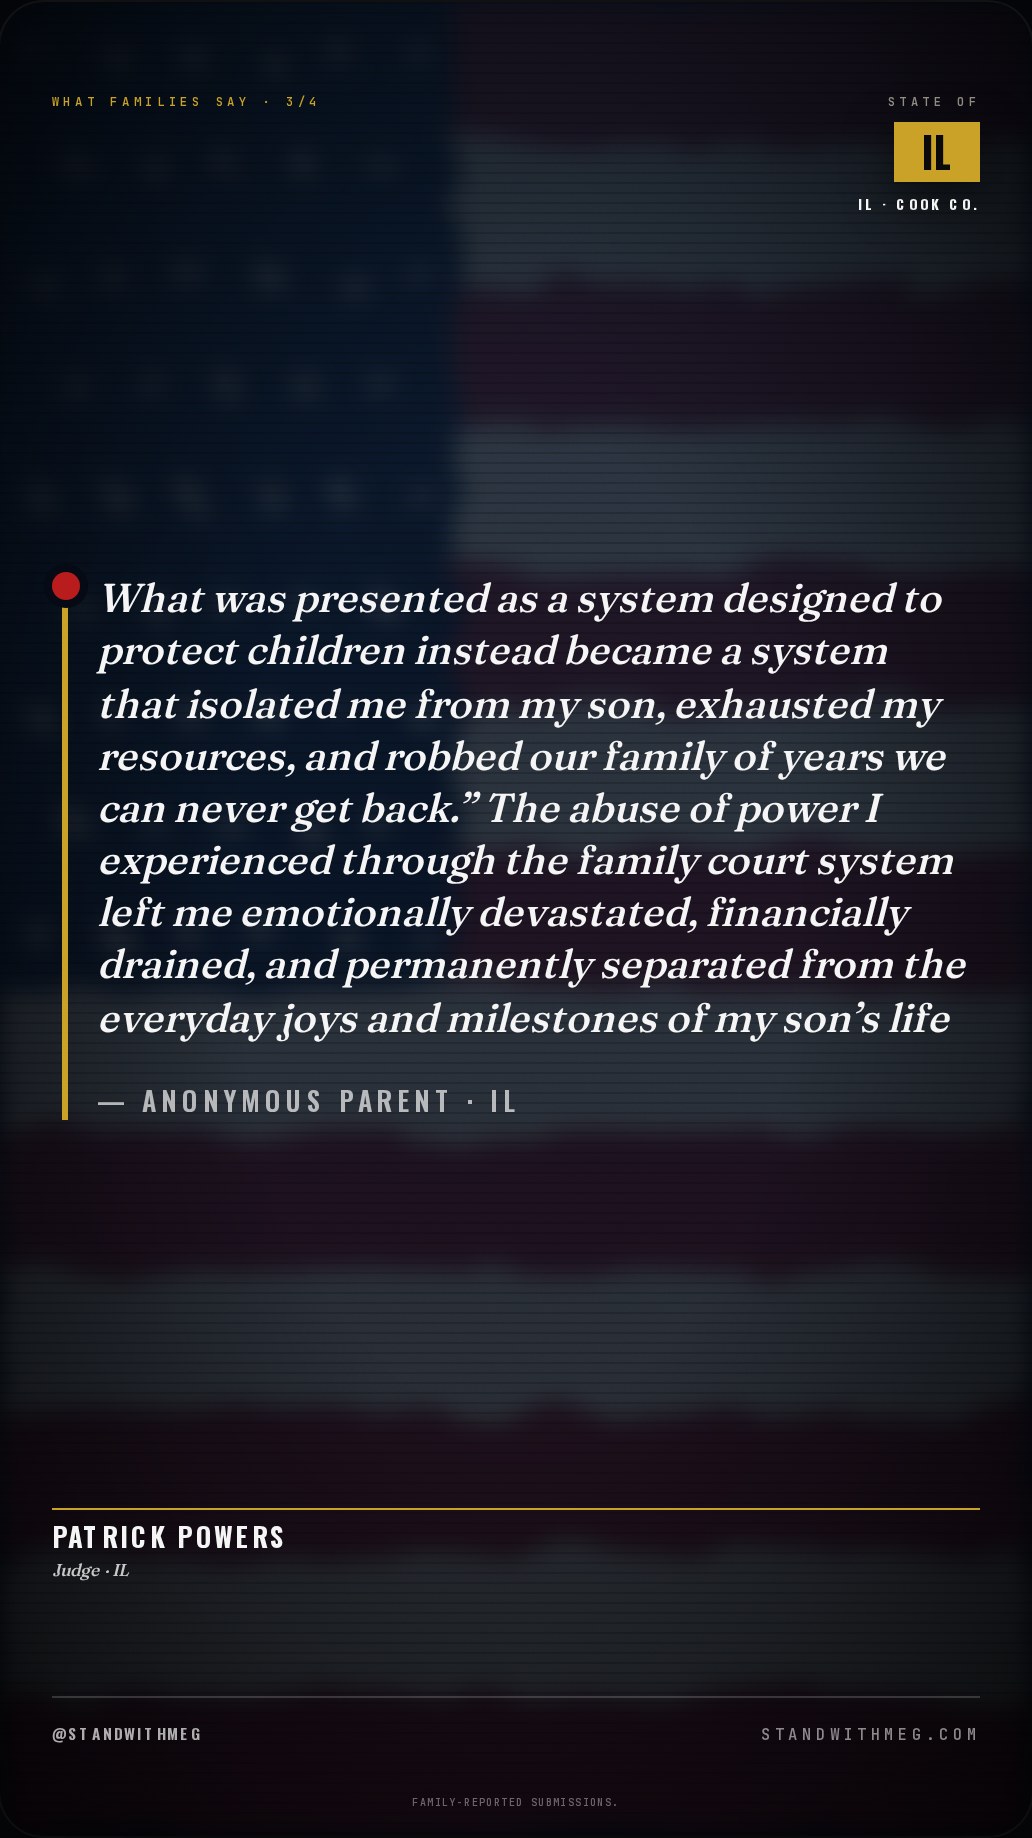 WHAT FAMILIES SAY · 3/4
STATE OF
IL
IL · COOK CO.
What was presented as a system designed to
protect children instead became a system
that isolated me from my son, exhausted my
resources, and robbed our family of years we
can never get back.” The abuse of power I
experienced through the family court system
left me emotionally devastated, financially
drained, and permanently separated from the
everyday joys and milestones of my son’s life
— ANONYMOUS PARENT · IL
PATRICK POWERS
Judge · IL
@STANDWITHMEG
STANDWITHMEG.COM
FAMILY-REPORTED SUBMISSIONS.